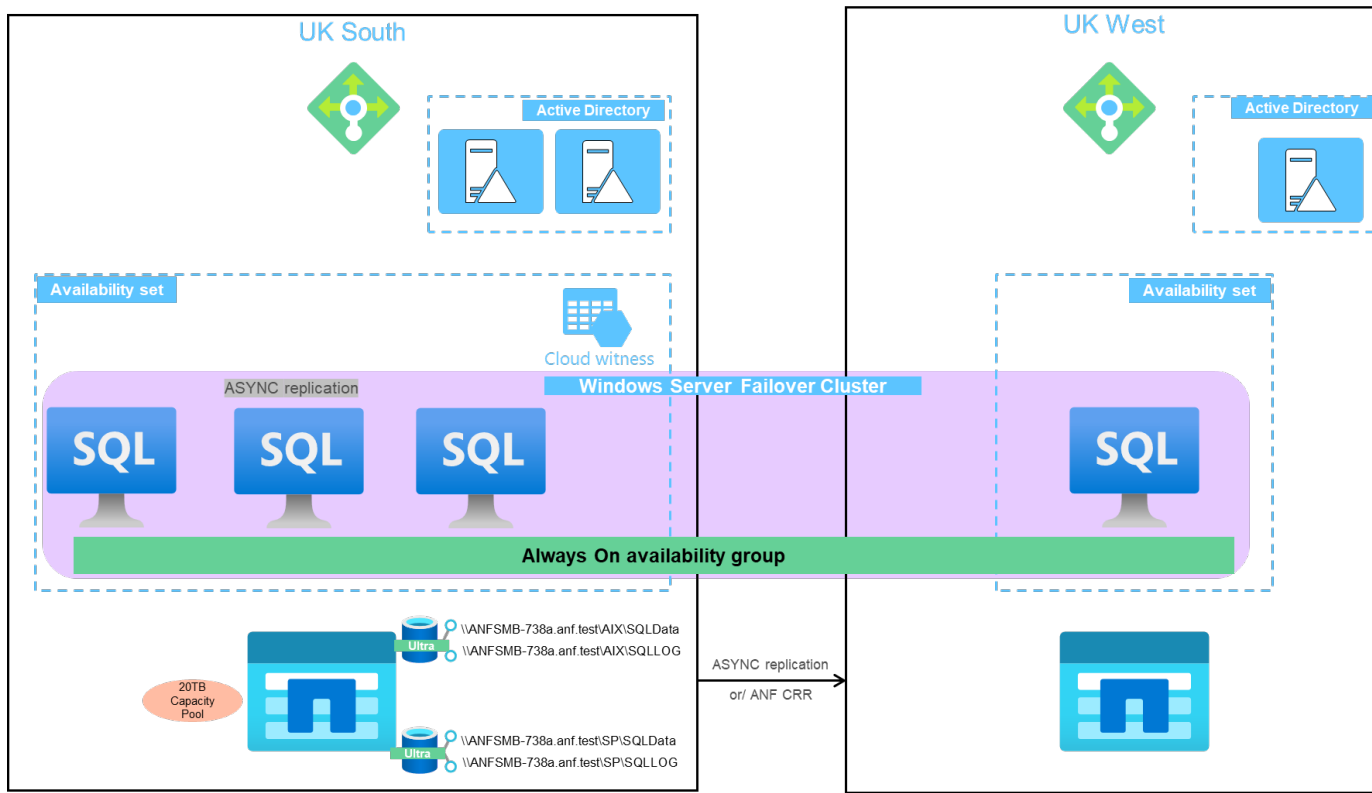 UK South
UK West
Active Directory
Active Directory
Availability set
Availability set
Cloud witness
Windows Server Failover Cluster
ASYNC replication
SQL
SQL
SQL
SQL
Always On availability group
Ultra
\\ANFSMB-738a.anf.test\AIX\SQLData
\\ANFSMB-738a.anf.test\AIX\SQLLOG
ASYNC replication
or/ ANF CRR
20TB
Capacity
Pool
Ultra
\\ANFSMB-738a.anf.test\SP\SQLData
\\ANFSMB-738a.anf.test\SP\SQLLOG